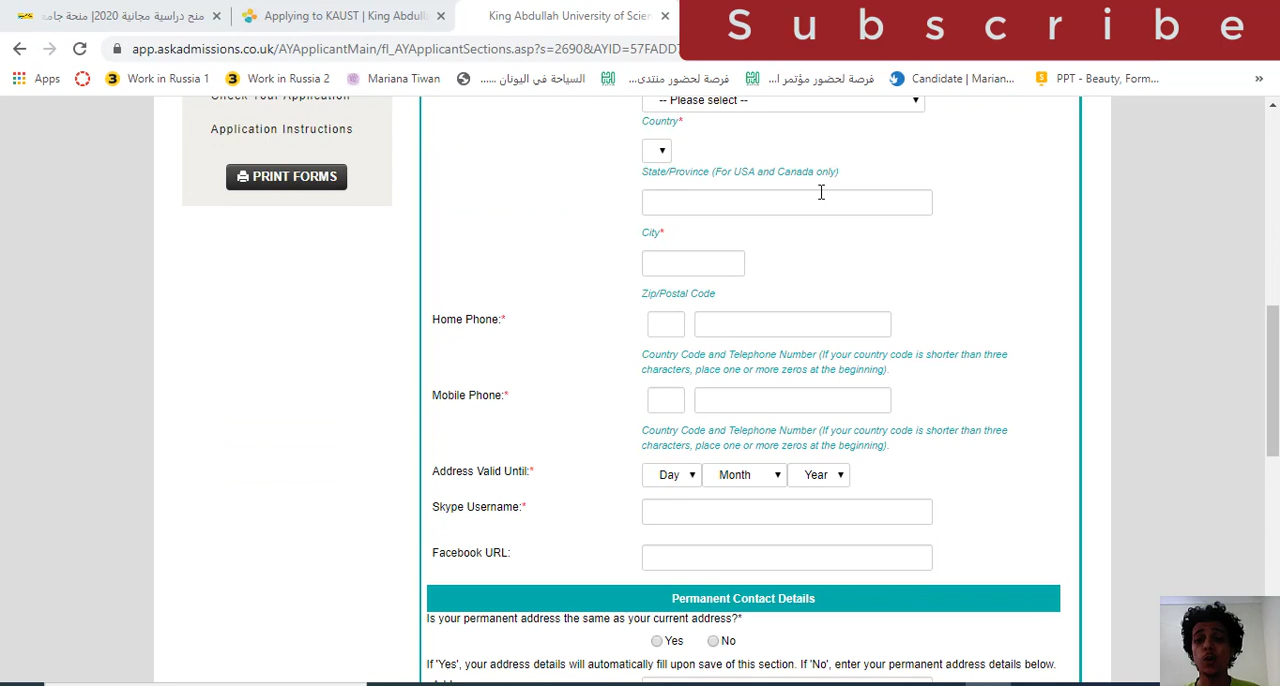 منح دراسية مجانية 2020| منحة جامع
Applying to KAUST | King Abdull
King Abdullah University of Scien
Subscribe
app.askadmissions.co.uk/AYApplicantMain/fl_AYApplicantSections.asp?s=2690&AYID=57FADD
Apps
Work in Russia 1
Work in Russia 2
Mariana Tiwan
السياحة في اليونان ......
فرصة لحضور منتدى...
فرصة لحضور مؤتمر ا...
Candidate | Marian...
PPT - Beauty, Form...
»
Check Your Application
Application Instructions
PRINT FORMS
-- Please select --
Country*
State/Province (For USA and Canada only)
City*
Zip/Postal Code
Home Phone:*
Country Code and Telephone Number (If your country code is shorter than three
characters, place one or more zeros at the beginning).
Mobile Phone:*
Country Code and Telephone Number (If your country code is shorter than three
characters, place one or more zeros at the beginning).
Address Valid Until:*
Day
Month
Year
Skype Username:*
Facebook URL:
Permanent Contact Details
Is your permanent address the same as your current address?*
Yes
No
If 'Yes', your address details will automatically fill upon save of this section. If 'No', enter your permanent address details below.